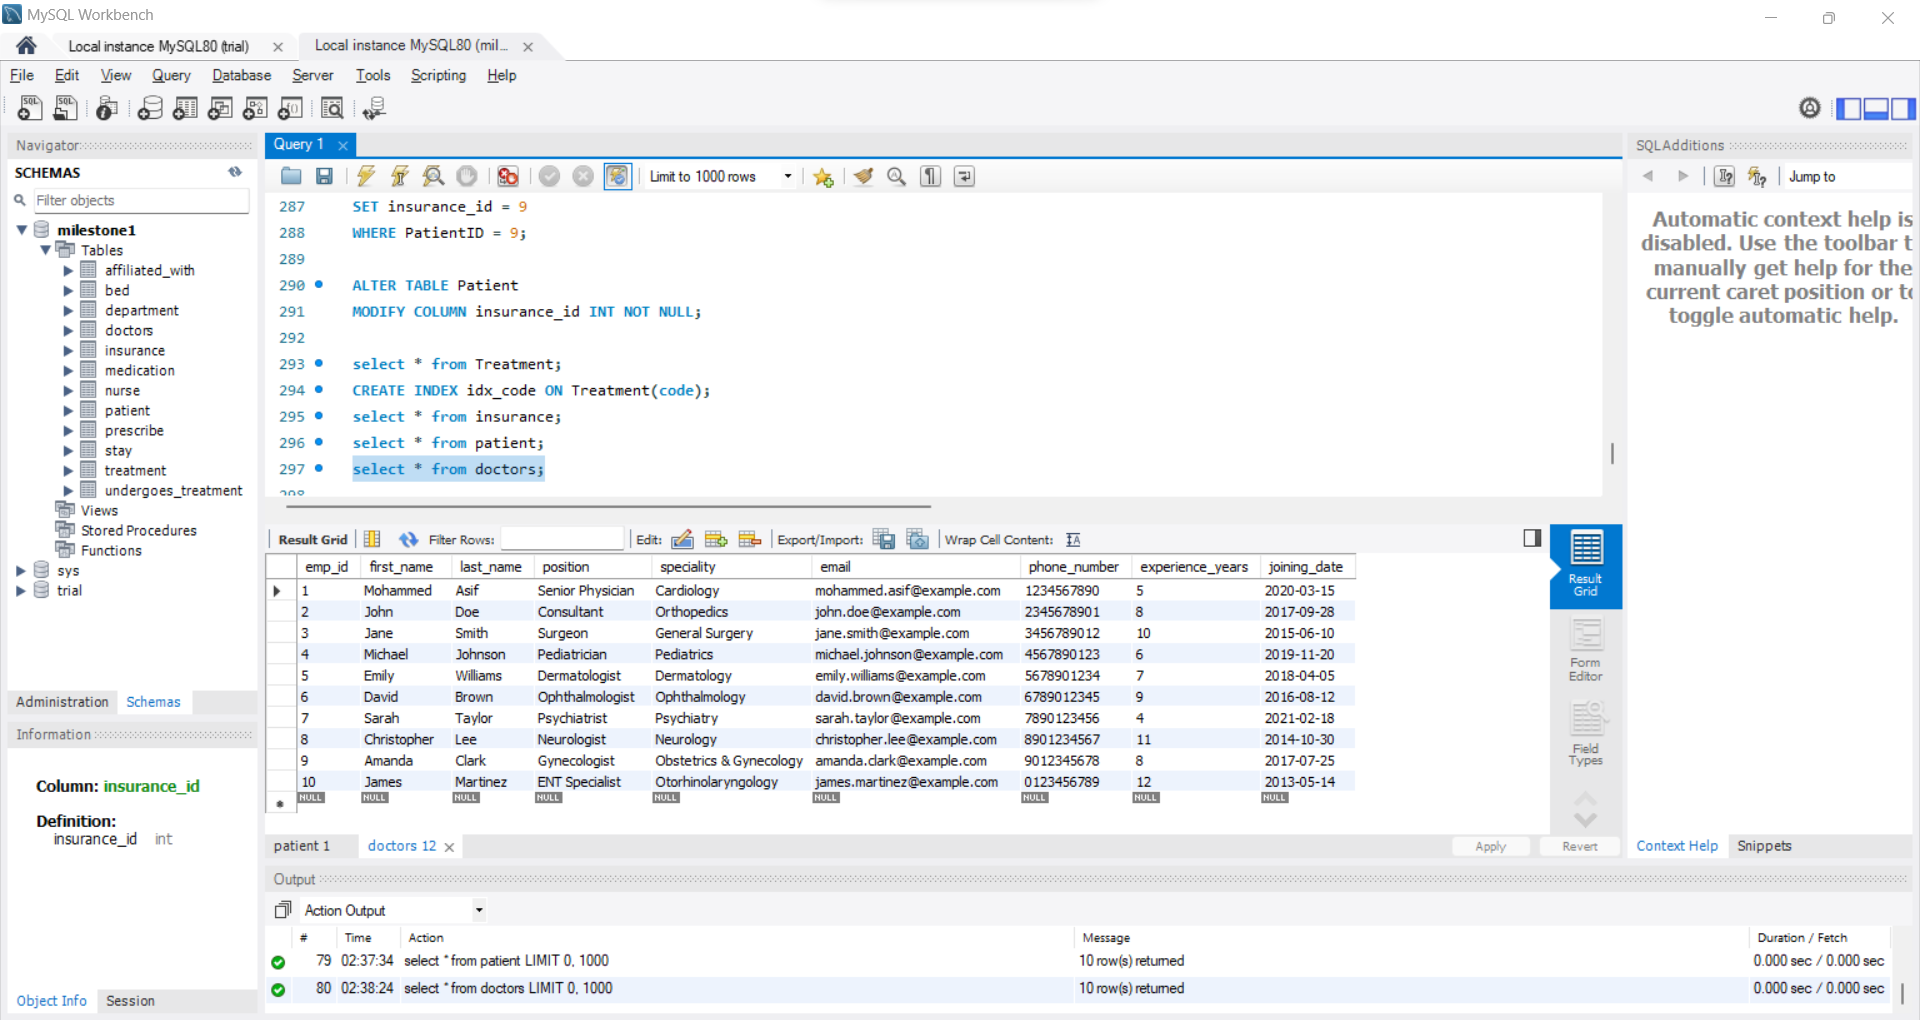 MySQL Workbench
Local instance MySQL80 (trial)
Local instance MySQL80 (mil...
File Edit View Query Database Server Tools Scripting Help
Navigator
SCHEMAS
Filter objects
milestone1
Tables
affiliated_with
bed
department
doctors
insurance
medication
nurse
patient
prescribe
stay
treatment
undergoes_treatment
Views
Stored Procedures
Functions
sys
trial
Administration Schemas
Information
Column: insurance_id
Definition:
insurance_id int
Object Info Session
Query 1
Limit to 1000 rows
287 SET insurance_id = 9
288 WHERE PatientID = 9;
289
290 ALTER TABLE Patient
291 MODIFY COLUMN insurance_id INT NOT NULL;
292
293 select * from Treatment;
294 CREATE INDEX idx_code ON Treatment(code);
295 select * from insurance;
296 select * from patient;
297 select * from doctors;
298
Result Grid Filter Rows: Edit: Export/Import: Wrap Cell Content:
emp_id first_name last_name position speciality email phone_number experience_years joining_date
1 Mohammed Asif Senior Physician Cardiology mohammed.asif@example.com 1234567890 5 2020-03-15
2 John Doe Consultant Orthopedics john.doe@example.com 2345678901 8 2017-09-28
3 Jane Smith Surgeon General Surgery jane.smith@example.com 3456789012 10 2015-06-10
4 Michael Johnson Pediatrician Pediatrics michael.johnson@example.com 4567890123 6 2019-11-20
5 Emily Williams Dermatologist Dermatology emily.williams@example.com 5678901234 7 2018-04-05
6 David Brown Ophthalmologist Ophthalmology david.brown@example.com 6789012345 9 2016-08-12
7 Sarah Taylor Psychiatrist Psychiatry sarah.taylor@example.com 7890123456 4 2021-02-18
8 Christopher Lee Neurologist Neurology christopher.lee@example.com 8901234567 11 2014-10-30
9 Amanda Clark Gynecologist Obstetrics & Gynecology amanda.clark@example.com 9012345678 8 2017-07-25
10 James Martinez ENT Specialist Otorhinolaryngology james.martinez@example.com 0123456789 12 2013-05-14
NULL NULL NULL NULL NULL NULL NULL NULL NULL
Result
Grid
Form
Editor
Field
Types
patient 1 doctors 12 Apply Revert
Output
Action Output
# Time Action Message Duration / Fetch
79 02:37:34 select * from patient LIMIT 0, 1000 10 row(s) returned 0.000 sec / 0.000 sec
80 02:38:24 select * from doctors LIMIT 0, 1000 10 row(s) returned 0.000 sec / 0.000 sec
SQLAdditions
Jump to
Automatic context help is
disabled. Use the toolbar t
manually get help for the
current caret position or to
toggle automatic help.
Context Help Snippets